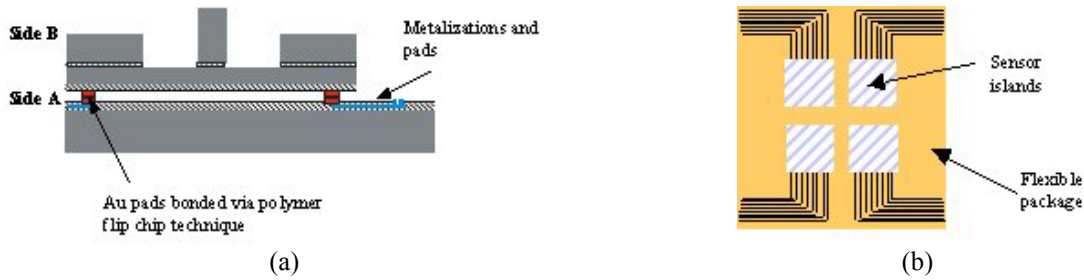 Side B
Metalizations and
pads
Side A
Au pads bonded via polymer
flip chip technique
(a)
Sensor
islands
Flexible
package
(b)